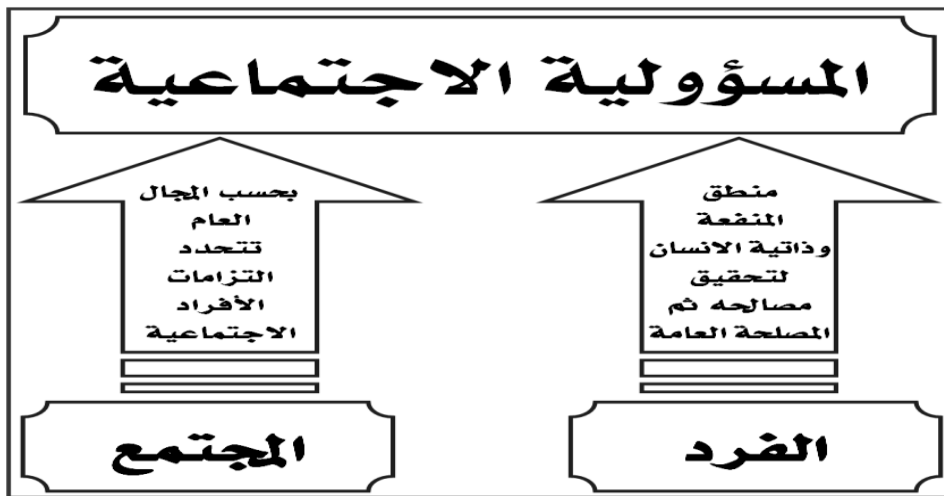 المسؤولية الاجتماعية
منطق
المنفعة
وذاتية الانسان
لتحقيق
مصالحه ثم
المصلحة العامة
بحسب المجال
العام
تتحدد
التزامات
الأفراد
الاجتماعية
الفرد
المجتمع